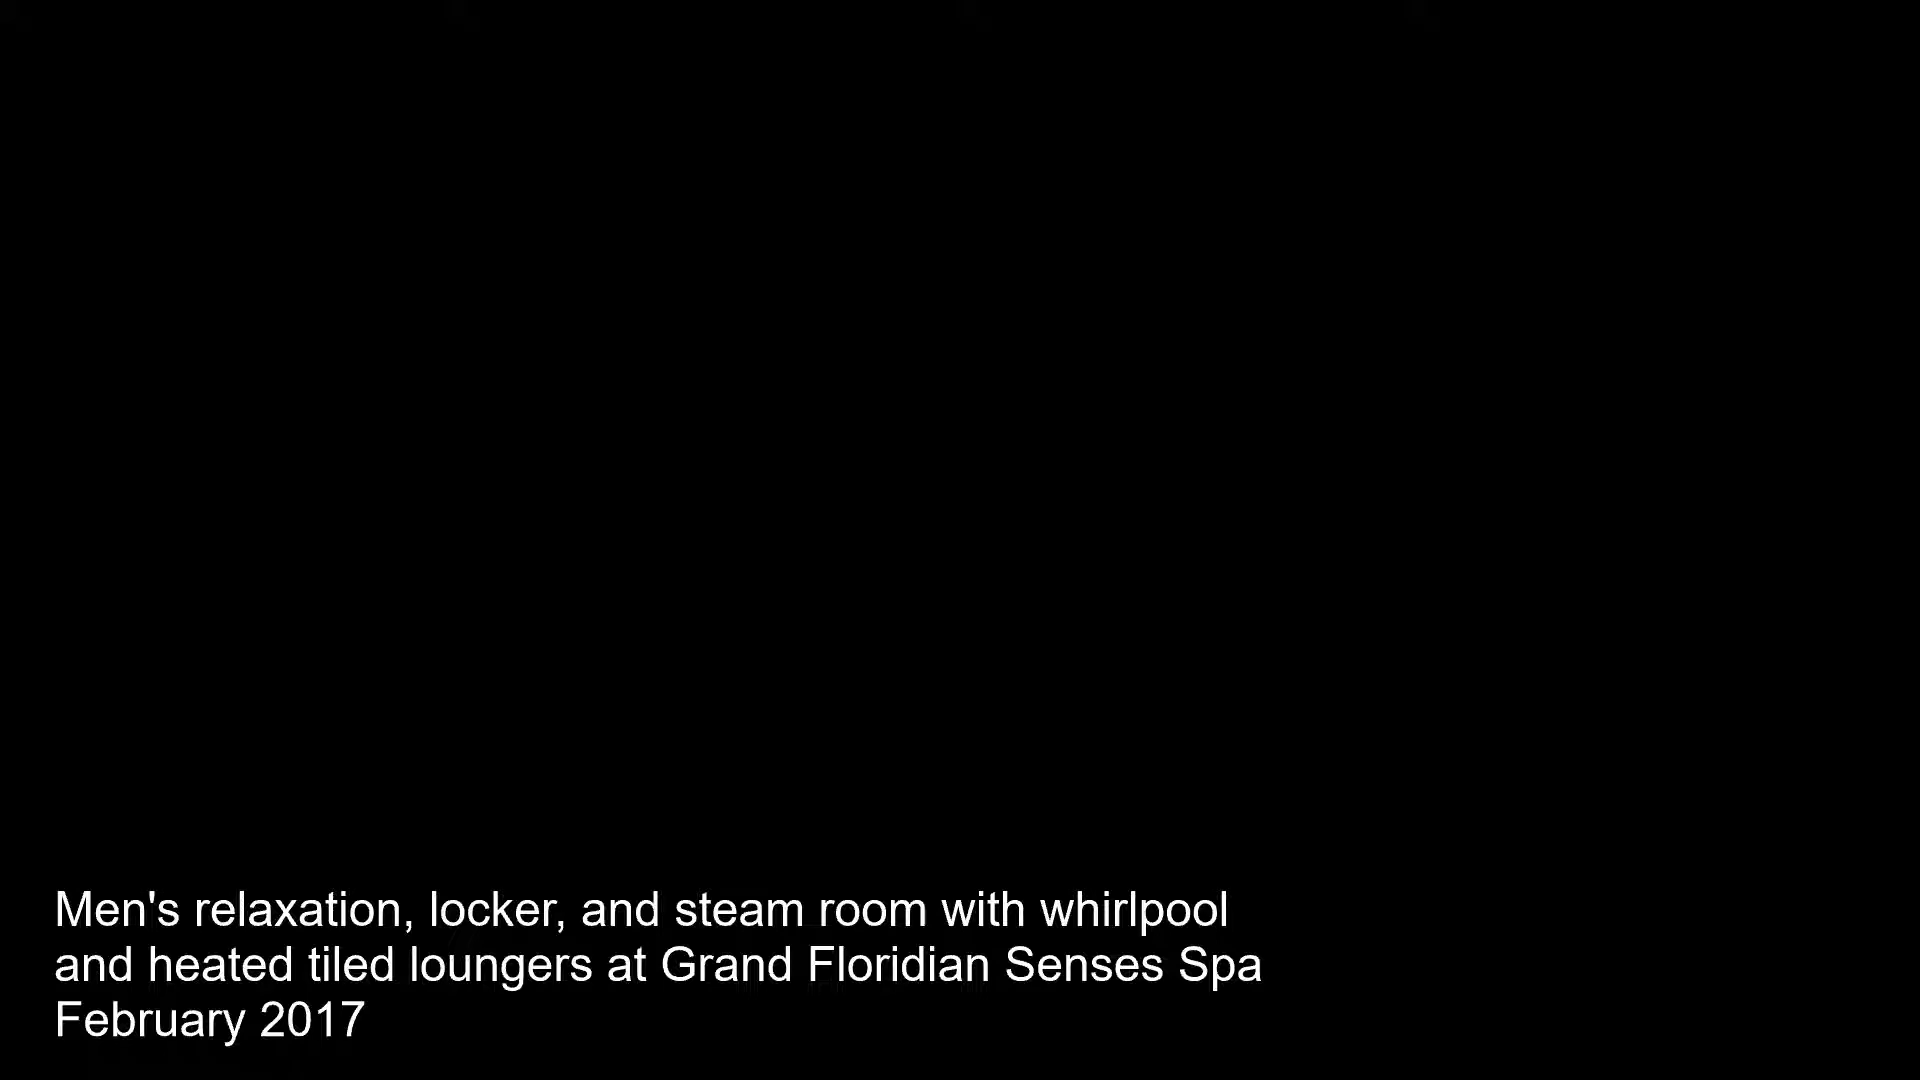 Men's relaxation, locker, and steam room with whirlpool
and heated tiled loungers at Grand Floridian Senses Spa
February 2017